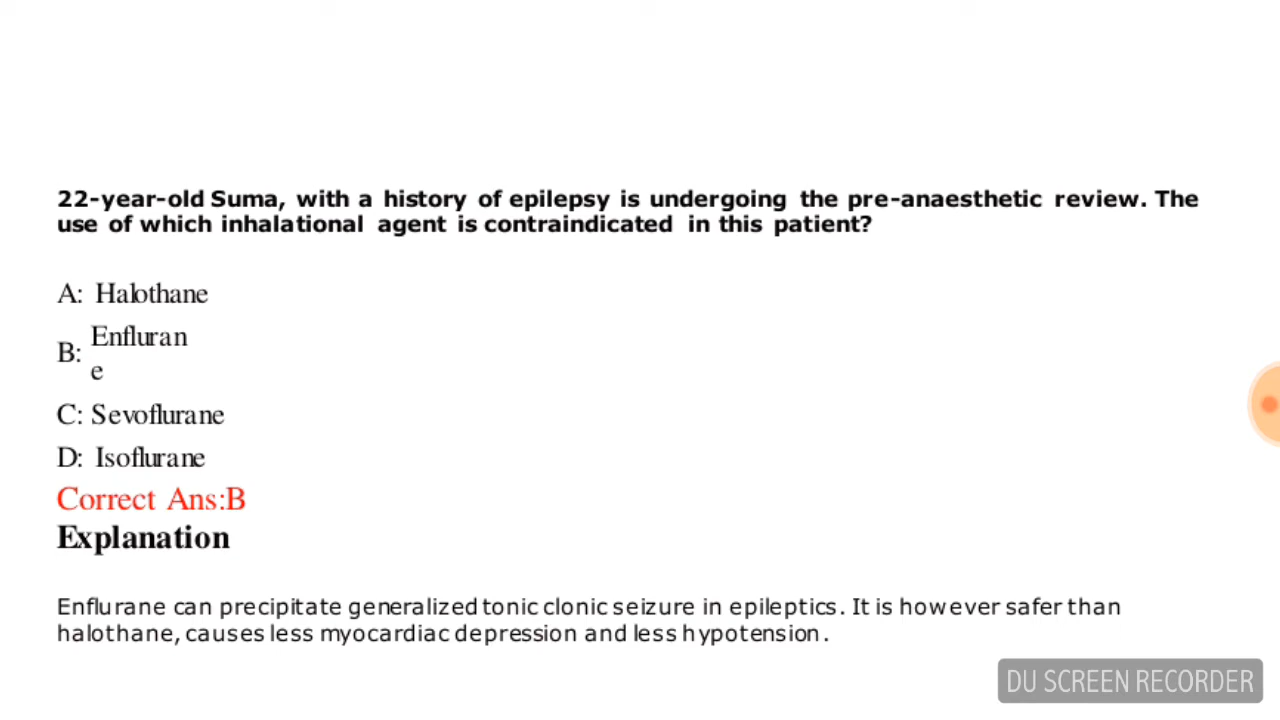 22-year-old Suma, with a history of epilepsy is undergoing the pre-anaesthetic review. The
use of which inhalational agent is contraindicated in this patient?
A: Halothane
B: Enfluran
e
C: Sevoflurane
D: Isoflurane
Correct Ans:B
Explanation
Enflurane can precipitate generalized tonic clonic seizure in epileptics. It is however safer than
halothane, causes less myocardiac depression and less hypotension.
DU SCREEN RECORDER